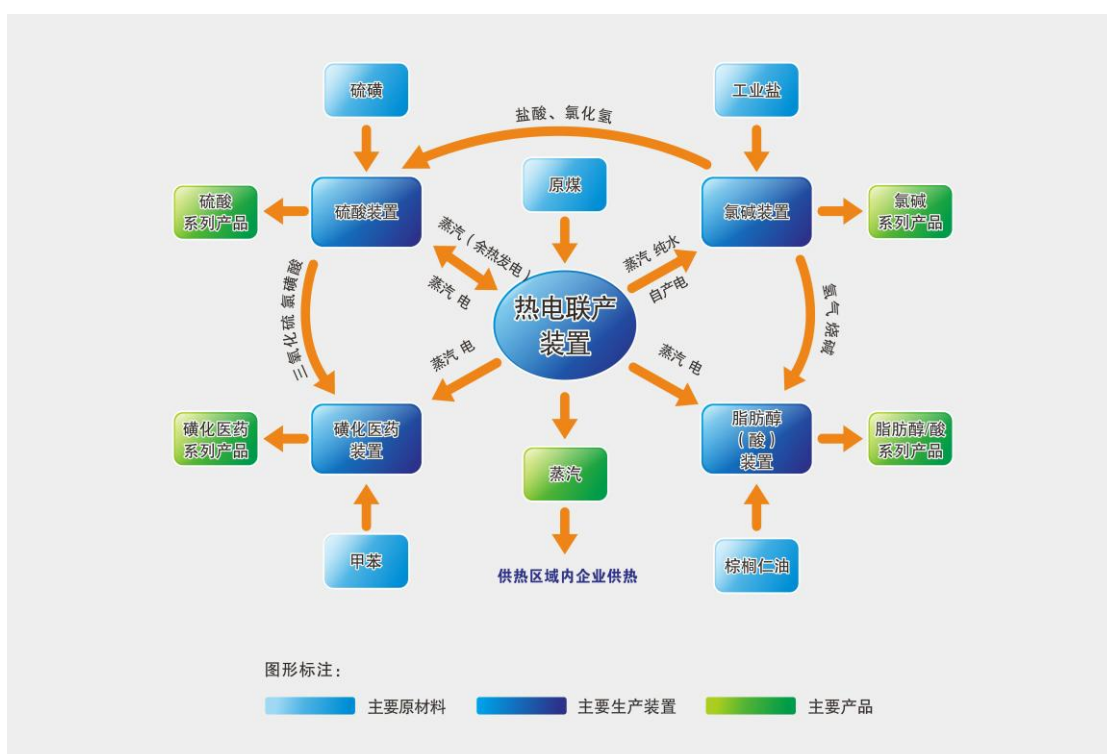 硫磺
工业盐
盐酸、氯化氢
原煤
硫酸
系列产品
硫酸装置
氯碱装置
氯碱
系列产品
蒸汽（余热发电）
蒸汽 电
蒸汽 纯水
自产电
三氧化硫 氯磺酸
热电联产
装置
氢气 烧碱
蒸汽 电
蒸汽 电
磺化医药
系列产品
磺化医药
装置
蒸汽
脂肪醇
（酸）
装置
脂肪醇/酸
系列产品
甲苯
供热区域内企业供热
棕榈仁油
图形标注：
主要原材料
主要生产装置
主要产品